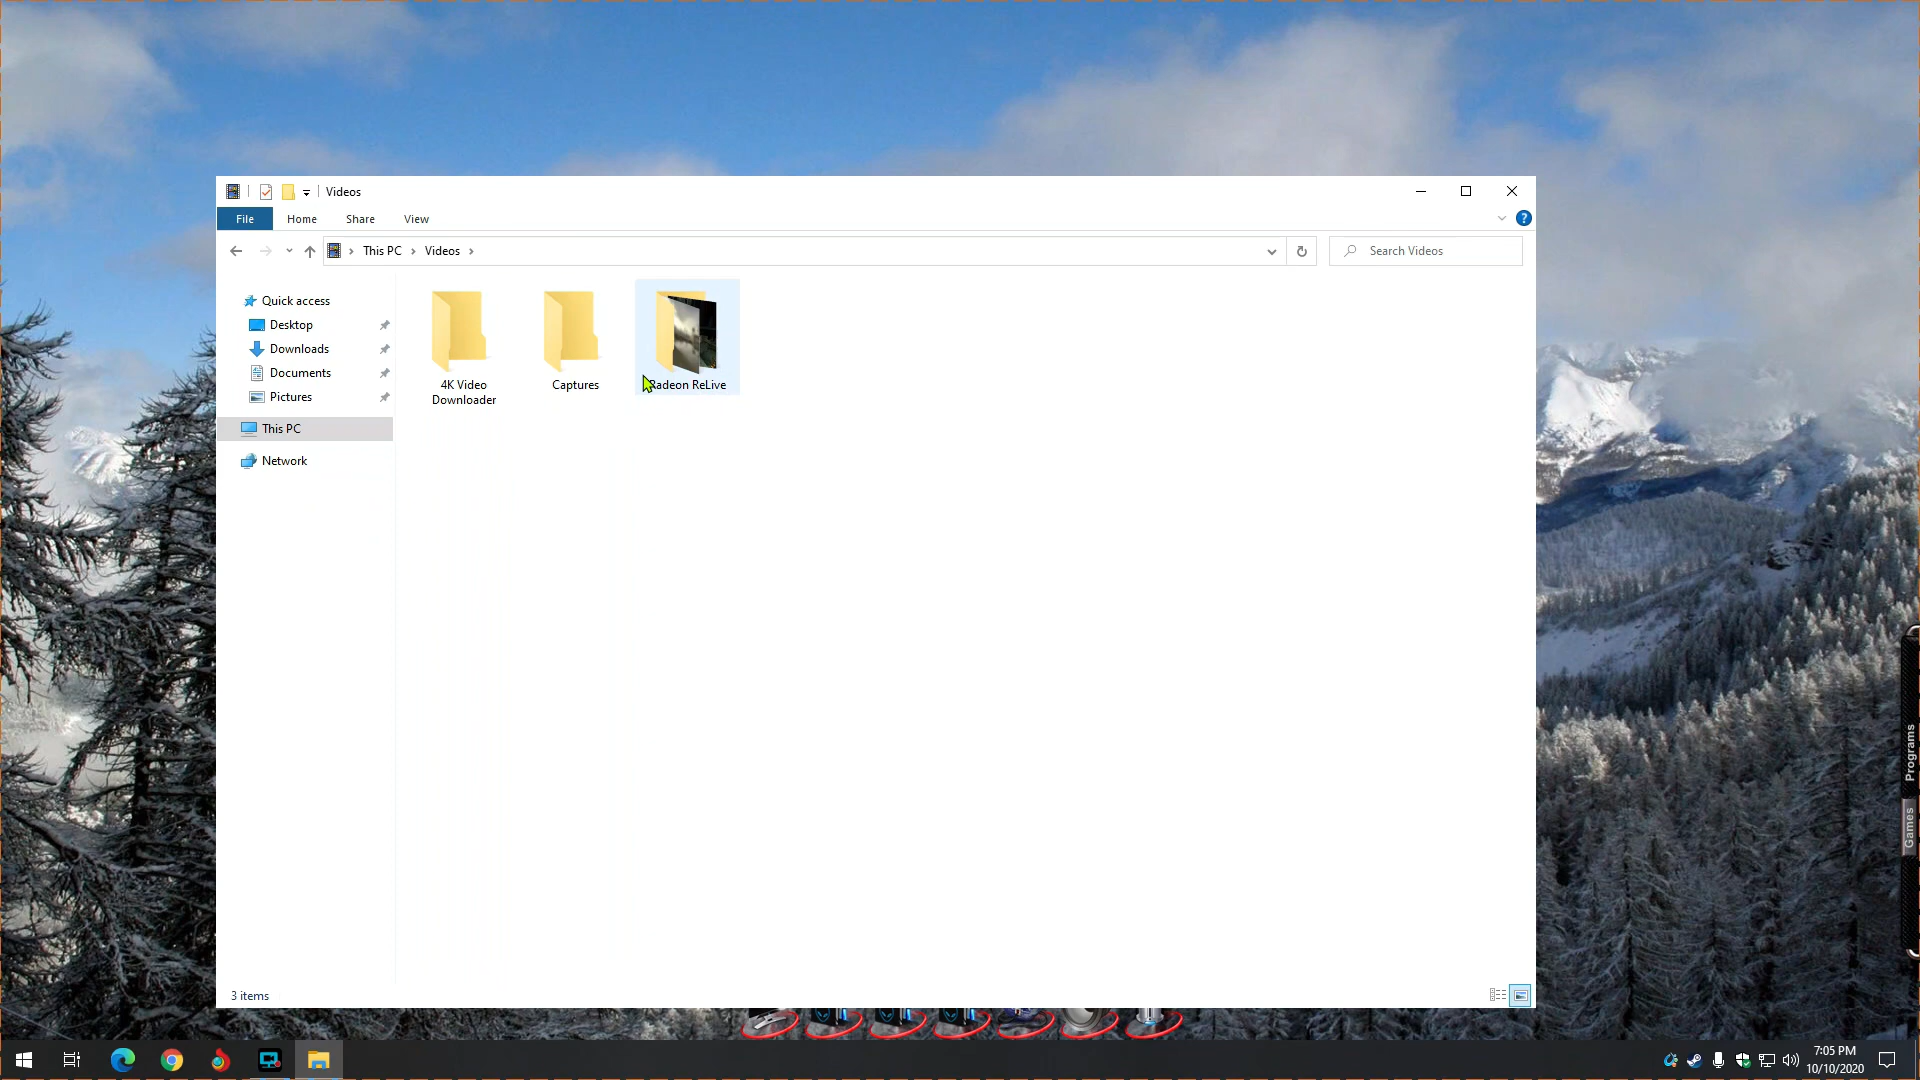 Videos
File Home Share View
This PC Videos
Search Videos
Quick access
Desktop
Downloads
Documents
Pictures
This PC
Network
4K Video
Downloader
Captures
Radeon ReLive
3 items
Programs
Games
7:05 PM
10/10/2020